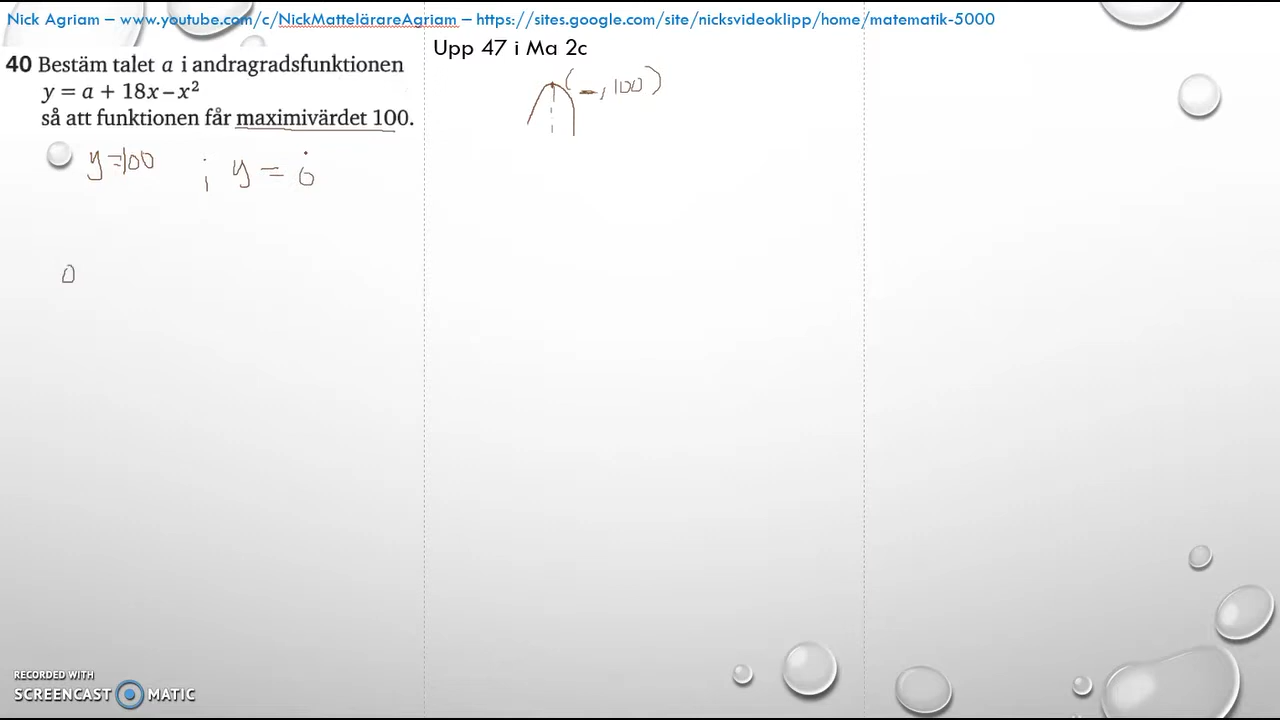 Nick Agriam – www.youtube.com/c/NickMattelärareAgriam – https://sites.google.com/site/nicksvideoklipp/home/matematik-5000
40 Bestäm talet a i andragradsfunktionen
y = a + 18x – x²
så att funktionen får maximivärdet 100.
y=100 i y = 0
0
Upp 47 i Ma 2c
(–, 100)
RECORDED WITH
SCREENCAST MATIC